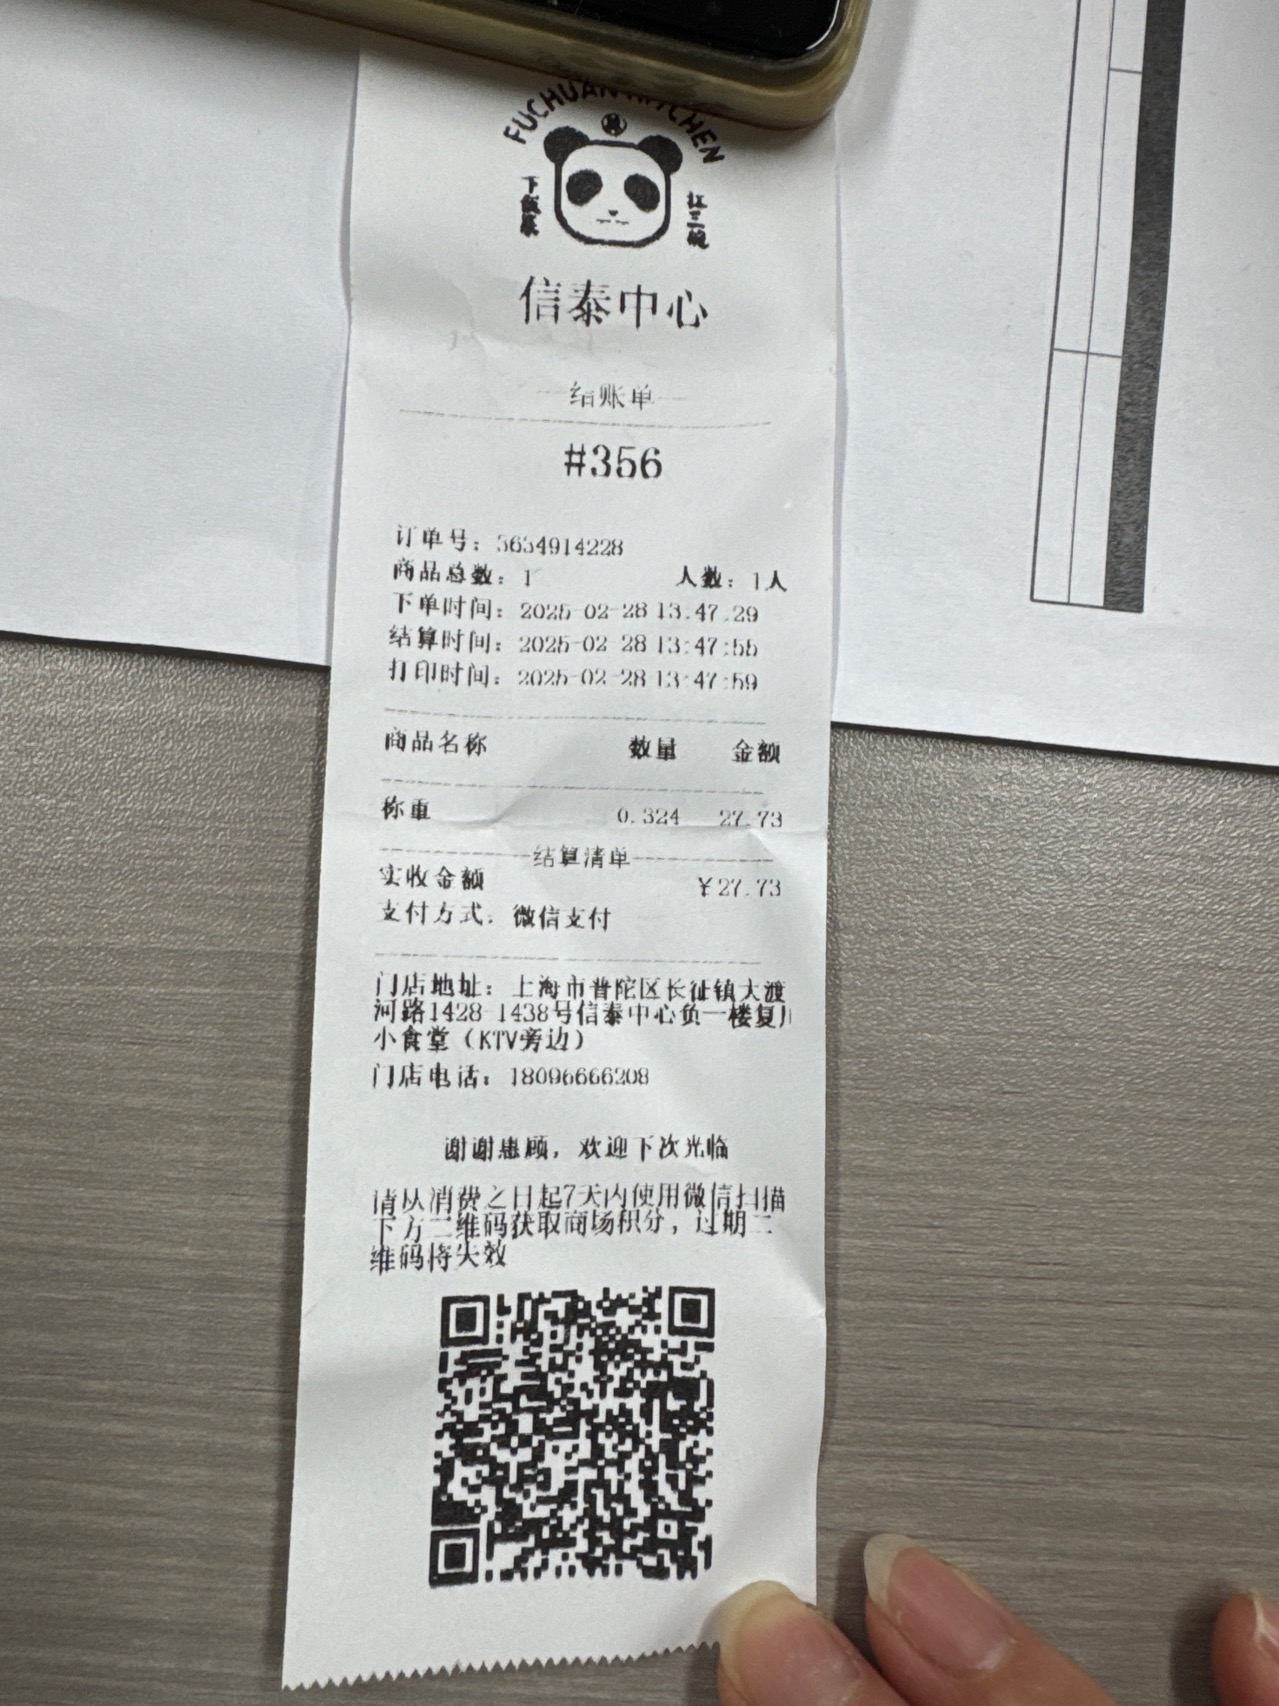 FUCHUAN KITCHEN
下饭菜
扛三碗
信泰中心
结账单
#356
订单号：3634914228
商品总数：1 人数：1人
下单时间：2025-02-28 13:47:29
结算时间：2025-02-28 13:47:55
打印时间：2025-02-28 13:47:59
商品名称 数量 金额
称重 0.324 27.73
结算清单
实收金额 ¥27.73
支付方式：微信支付
门店地址：上海市普陀区长征镇大渡
河路1428-1438号信泰中心负一楼复川
小食堂（KTV旁边）
门店电话：18096666208
谢谢惠顾，欢迎下次光临
请从消费之日起7天内使用微信扫描
下方二维码获取商场积分，过期二
维码将失效